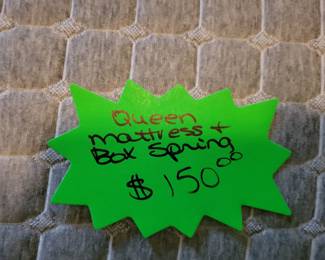 Queen
mattress +
Box Spring
$ 150.00